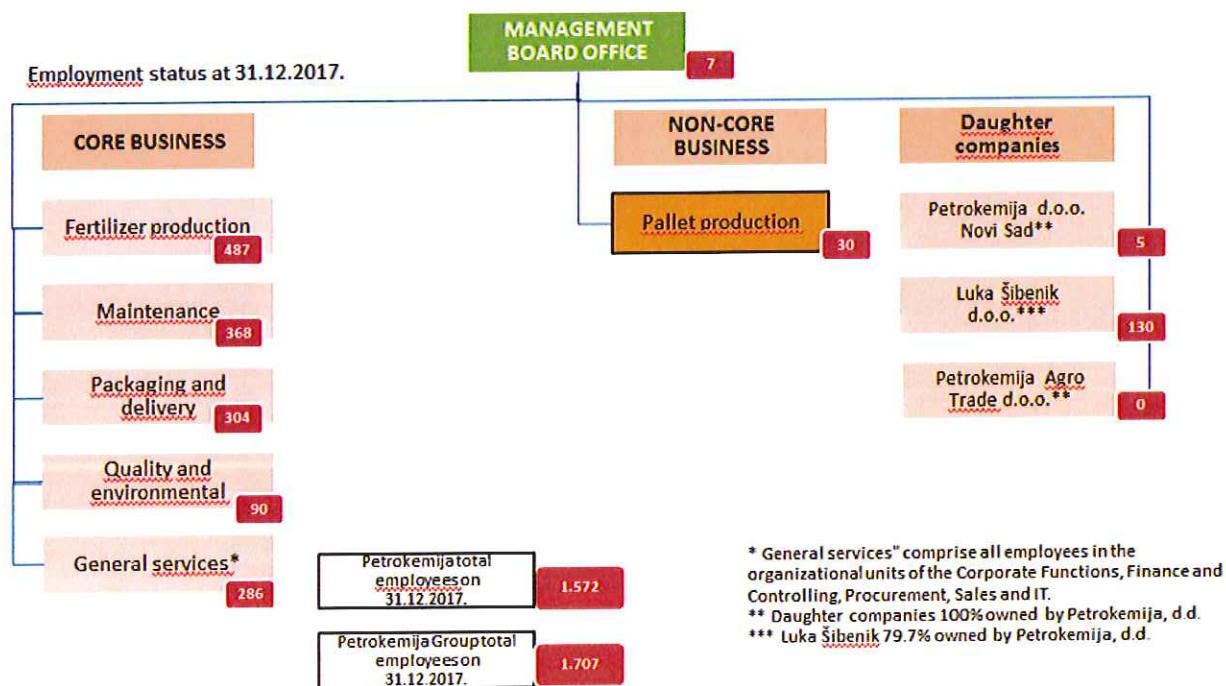 MANAGEMENT
BOARD OFFICE
7
Employment status at 31.12.2017.
CORE BUSINESS
Fertilizer production
487
Maintenance
368
Packaging and
delivery
304
Quality and
environmental
90
General services*
286
NON-CORE
BUSINESS
Pallet production
30
Daughter
companies
Petrokemija d.o.o.
Novi Sad**
5
Luka Šibenik
d.o.o.***
130
Petrokemija Agro
Trade d.o.o.**
0
Petrokemija total
employees on
31.12.2017.
1.572
Petrokemija Group total
employees on
31.12.2017.
1.707
* General services" comprise all employees in the
organizational units of the Corporate Functions, Finance and
Controlling, Procurement, Sales and IT.
** Daughter companies 100% owned by Petrokemija, d.d.
*** Luka Šibenik 79.7% owned by Petrokemija, d.d.